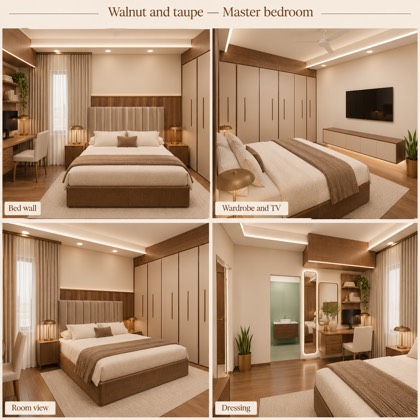 Walnut and taupe — Master bedroom
Bed wall
Wardrobe and TV
Room view
Dressing